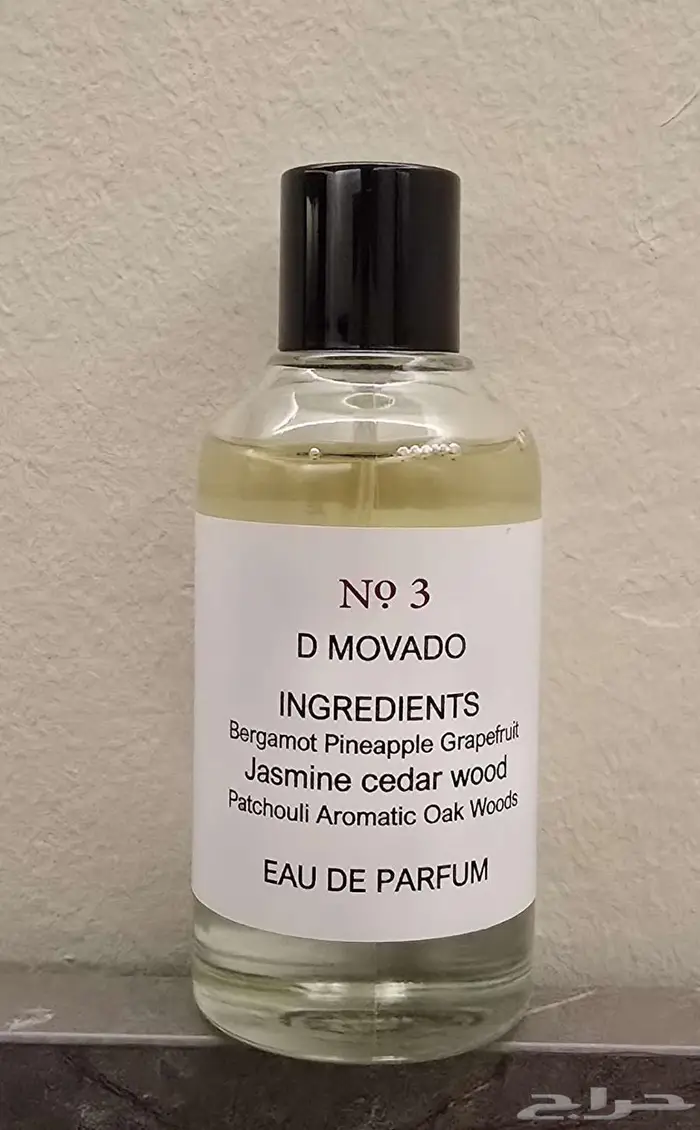 Nº 3
D MOVADO
INGREDIENTS
Bergamot Pineapple Grapefruit
Jasmine cedar wood
Patchouli Aromatic Oak Woods
EAU DE PARFUM
حراج